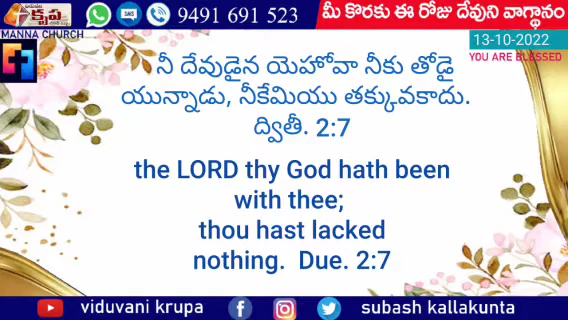 కృప
SMS
9491 691 523
మీ కొరకు ఈ రోజు దేవుని వాగ్దానం
MANNA CHURCH
13-10-2022
YOU ARE BLESSED
నీ దేవుడైన యెహోవా నీకు తోడై
యున్నాడు, నీకేమియు తక్కువకాదు.
ద్వితీ. 2:7
the LORD thy God hath been
with thee;
thou hast lacked
nothing. Due. 2:7
viduvani krupa
subash kallakunta